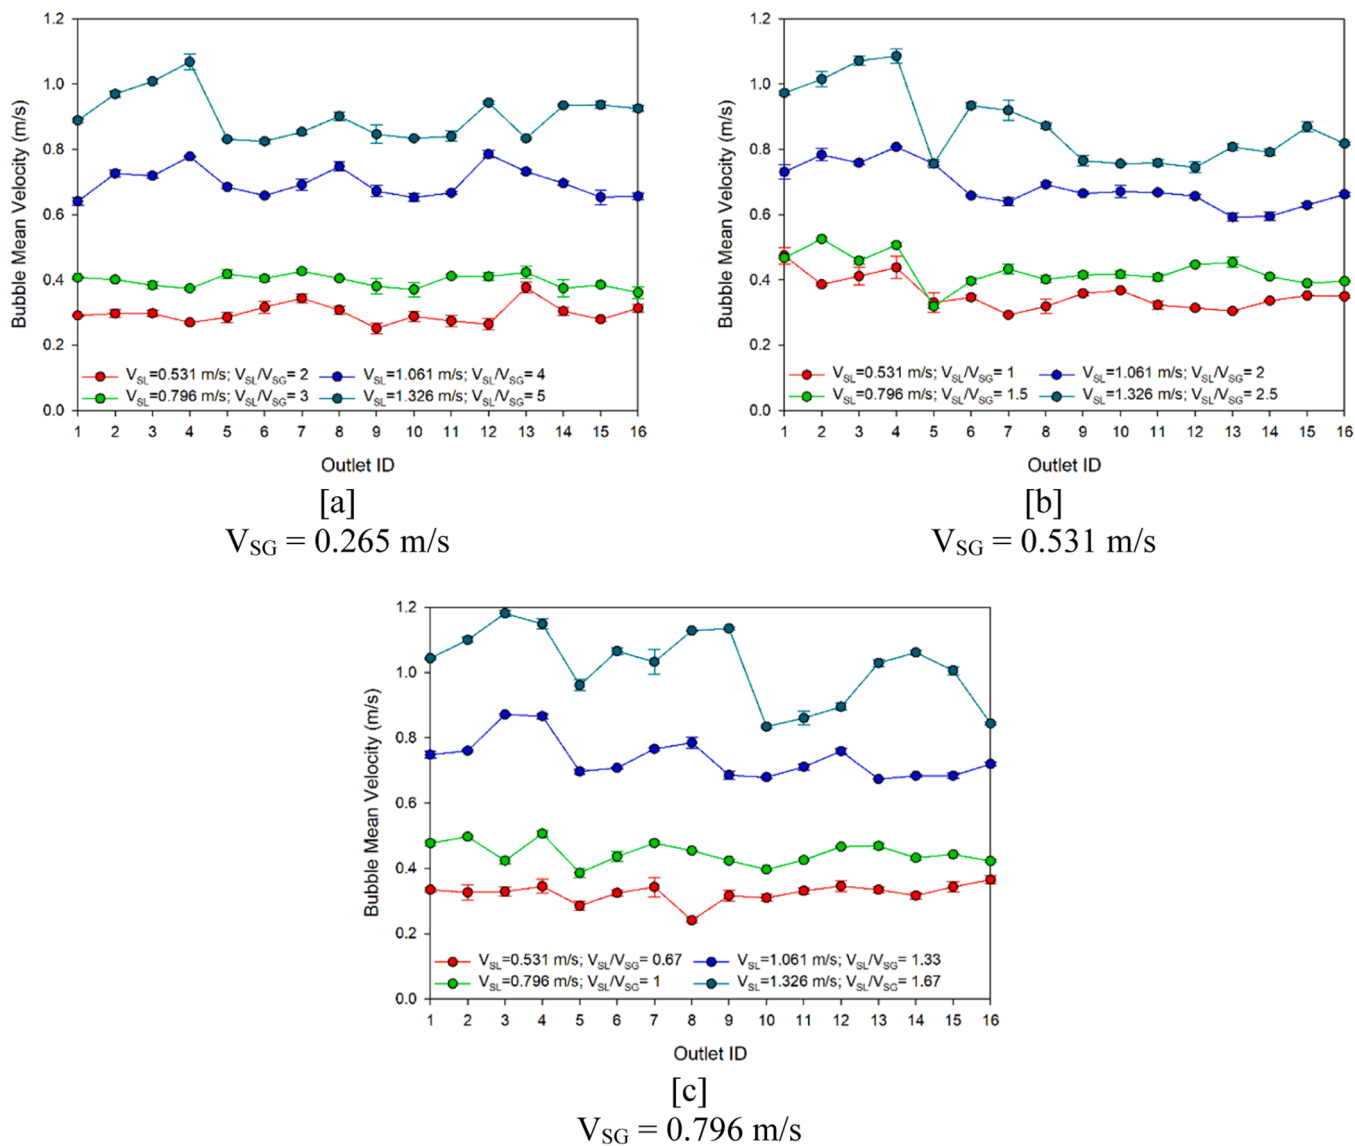 Bubble Mean Velocity (m/s)
1.2
1.0
0.8
0.6
0.4
0.2
0.0
V_SL=0.531 m/s; V_SL/V_SG= 2
V_SL=1.061 m/s; V_SL/V_SG= 4
V_SL=0.796 m/s; V_SL/V_SG= 3
V_SL=1.326 m/s; V_SL/V_SG= 5
1 2 3 4 5 6 7 8 9 10 11 12 13 14 15 16
Outlet ID
[a]
V_SG = 0.265 m/s
Bubble Mean Velocity (m/s)
1.2
1.0
0.8
0.6
0.4
0.2
0.0
V_SL=0.531 m/s; V_SL/V_SG= 1
V_SL=1.061 m/s; V_SL/V_SG= 2
V_SL=0.796 m/s; V_SL/V_SG= 1.5
V_SL=1.326 m/s; V_SL/V_SG= 2.5
1 2 3 4 5 6 7 8 9 10 11 12 13 14 15 16
Outlet ID
[b]
V_SG = 0.531 m/s
Bubble Mean Velocity (m/s)
1.2
1.0
0.8
0.6
0.4
0.2
0.0
V_SL=0.531 m/s; V_SL/V_SG= 0.67
V_SL=1.061 m/s; V_SL/V_SG= 1.33
V_SL=0.796 m/s; V_SL/V_SG= 1
V_SL=1.326 m/s; V_SL/V_SG= 1.67
1 2 3 4 5 6 7 8 9 10 11 12 13 14 15 16
Outlet ID
[c]
V_SG = 0.796 m/s